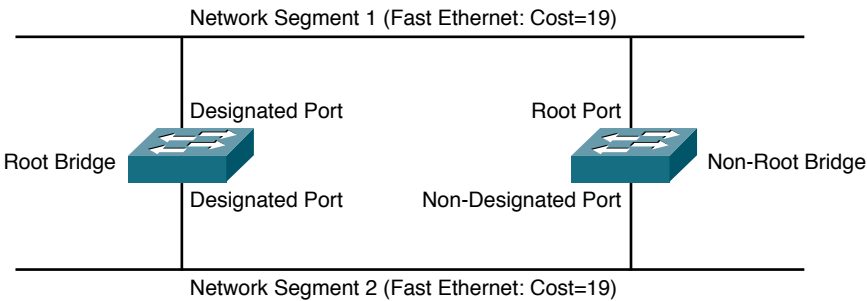 Network Segment 1 (Fast Ethernet: Cost=19)
Designated Port
Root Port
Root Bridge
Non-Root Bridge
Designated Port
Non-Designated Port
Network Segment 2 (Fast Ethernet: Cost=19)